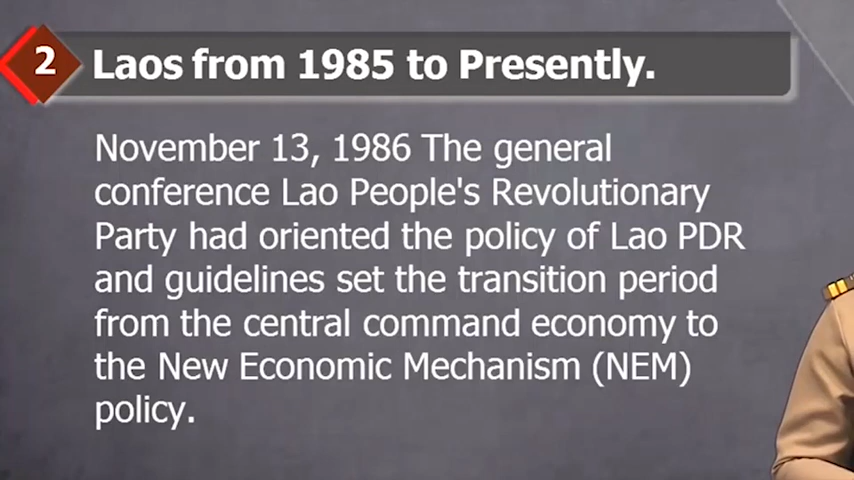 2
Laos from 1985 to Presently.
November 13, 1986 The general
conference Lao People's Revolutionary
Party had oriented the policy of Lao PDR
and guidelines set the transition period
from the central command economy to
the New Economic Mechanism (NEM)
policy.